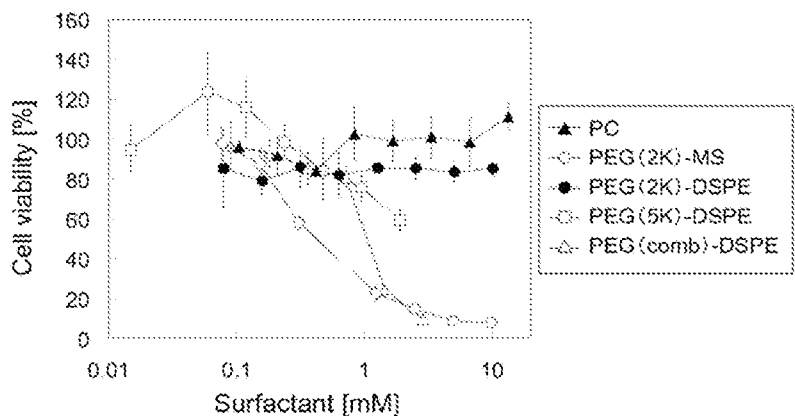 160
140
120
100
80
60
40
20
0
Cell viability [%]
0.01 0.1 1 10
Surfactant [mM]
PC
PEG(2K)-MS
PEG(2K)-DSPE
PEG(5K)-DSPE
PEG(comb)-DSPE